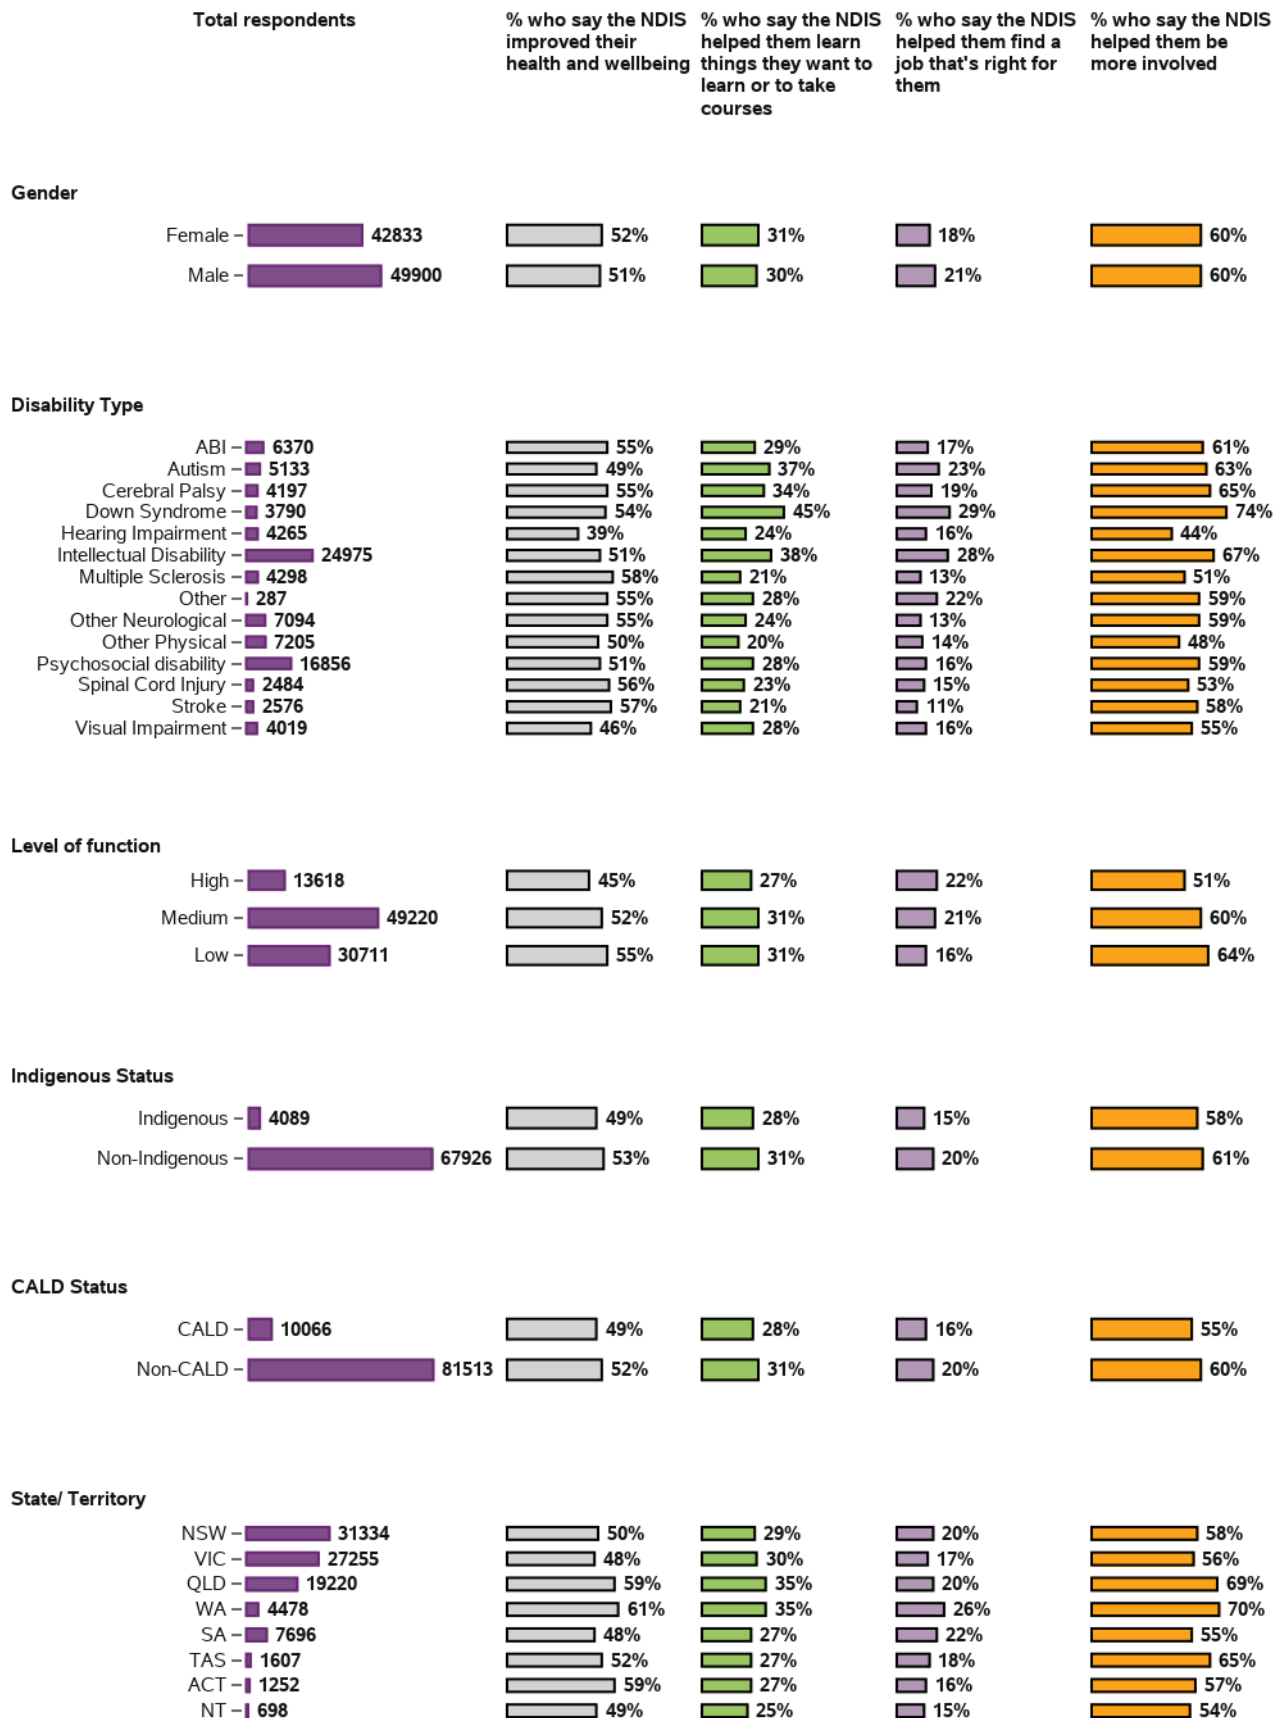 Total respondents
% who say the NDIS improved their health and wellbeing
% who say the NDIS helped them learn things they want to learn or to take courses
% who say the NDIS helped them find a job that's right for them
% who say the NDIS helped them be more involved
Gender
Female 42833 52% 31% 18% 60%
Male 49900 51% 30% 21% 60%
Disability Type
ABI 6370 55% 29% 17% 61%
Autism 5133 49% 37% 23% 63%
Cerebral Palsy 4197 55% 34% 19% 65%
Down Syndrome 3790 54% 45% 29% 74%
Hearing Impairment 4265 39% 24% 16% 44%
Intellectual Disability 24975 51% 38% 28% 67%
Multiple Sclerosis 4298 58% 21% 13% 51%
Other 287 55% 28% 22% 59%
Other Neurological 7094 55% 24% 13% 59%
Other Physical 7205 50% 20% 14% 48%
Psychosocial disability 16856 51% 28% 16% 59%
Spinal Cord Injury 2484 56% 23% 15% 53%
Stroke 2576 57% 21% 11% 58%
Visual Impairment 4019 46% 28% 16% 55%
Level of function
High 13618 45% 27% 22% 51%
Medium 49220 52% 31% 21% 60%
Low 30711 55% 31% 16% 64%
Indigenous Status
Indigenous 4089 49% 28% 15% 58%
Non-Indigenous 67926 53% 31% 20% 61%
CALD Status
CALD 10066 49% 28% 16% 55%
Non-CALD 81513 52% 31% 20% 60%
State/ Territory
NSW 31334 50% 29% 20% 58%
VIC 27255 48% 30% 17% 56%
QLD 19220 59% 35% 20% 69%
WA 4478 61% 35% 26% 70%
SA 7696 48% 27% 22% 55%
TAS 1607 52% 27% 18% 65%
ACT 1252 59% 27% 16% 57%
NT 698 49% 25% 15% 54%